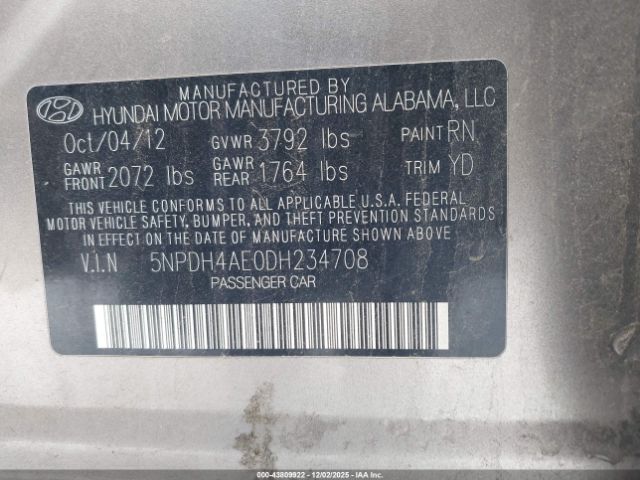 MANUFACTURED BY
HYUNDAI MOTOR MANUFACTURING ALABAMA, LLC
Oct/04/12 GVWR 3792 lbs PAINT RN
GAWR FRONT 2072 lbs GAWR REAR 1764 lbs TRIM YD
THIS VEHICLE CONFORMS TO ALL APPLICABLE U.S.A. FEDERAL
MOTOR VEHICLE SAFETY, BUMPER, AND THEFT PREVENTION STANDARDS
IN EFFECT ON THE DATE OF MANUFACTURE SHOWN ABOVE
V.I.N 5NPDH4AE0DH234708
PASSENGER CAR
000-43809922 - 12/02/2025 - COPART.COM